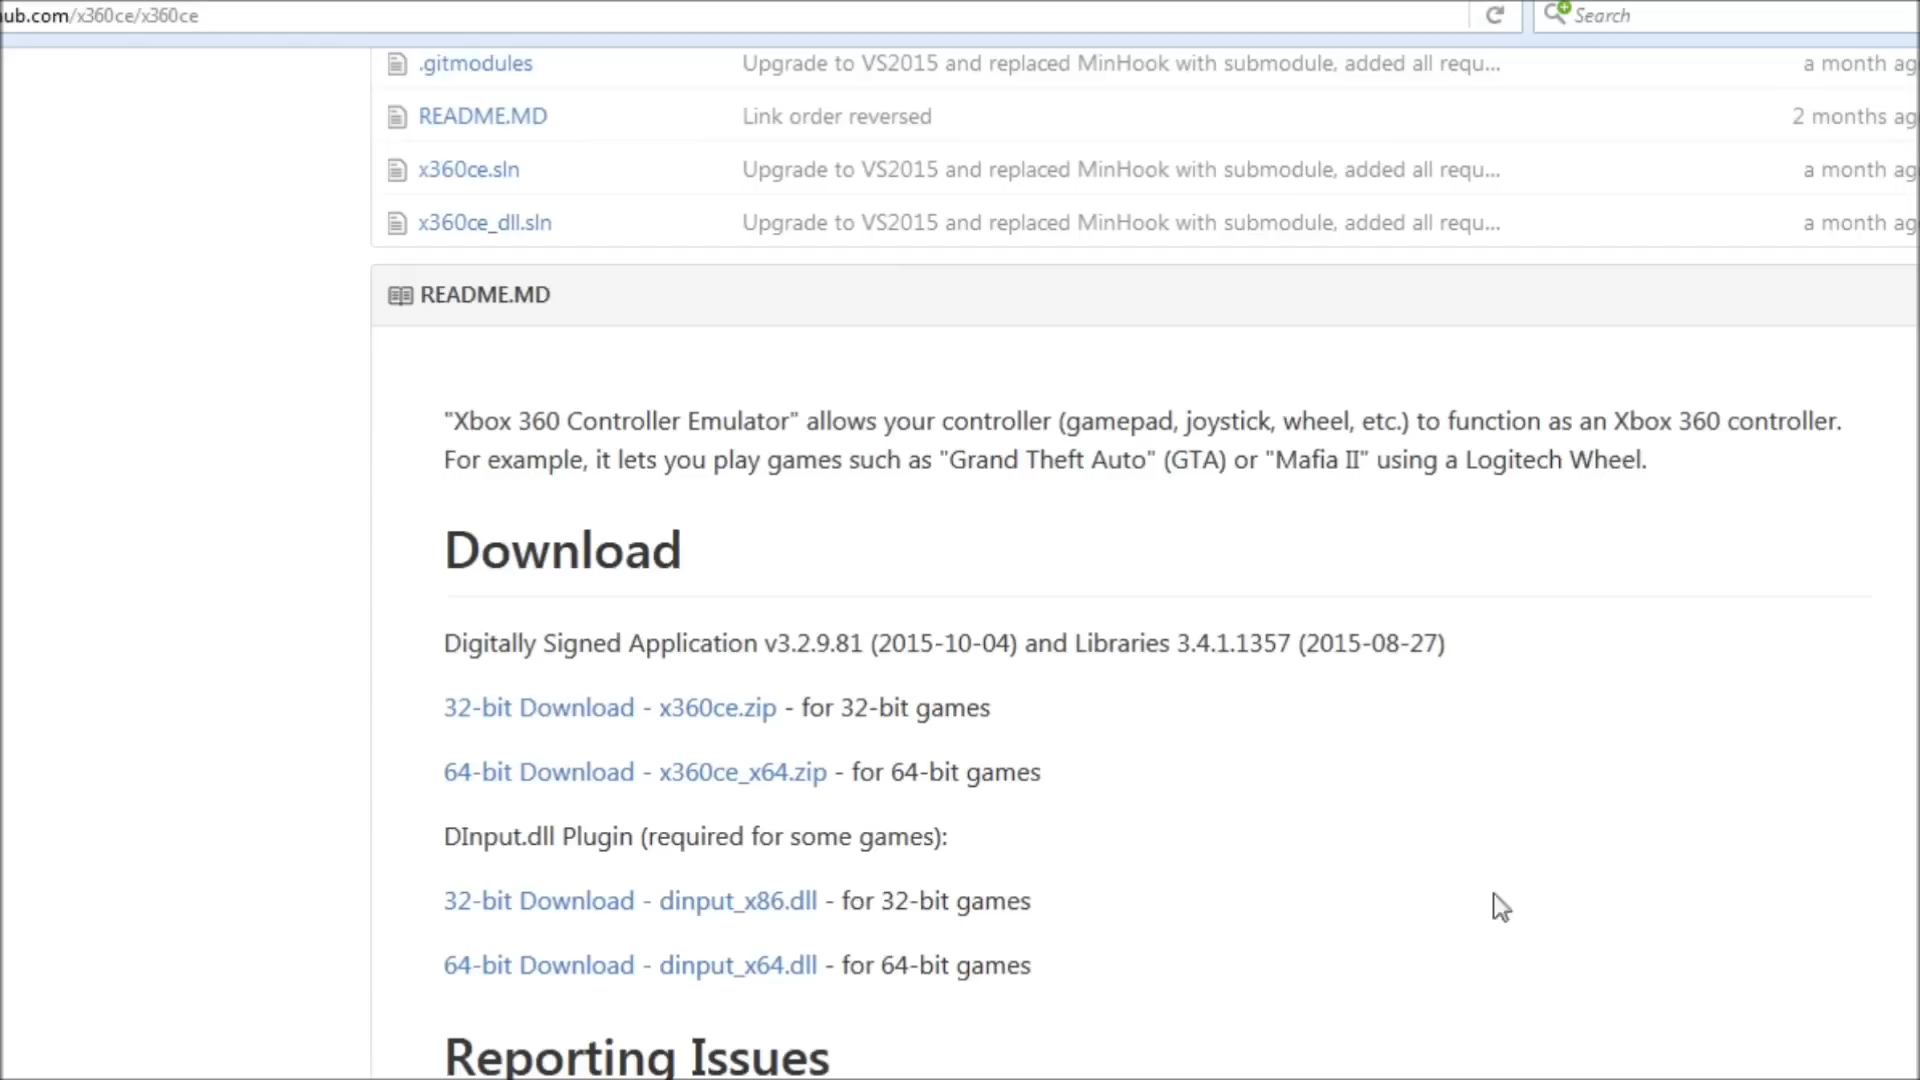 hub.com/x360ce/x360ce
Search
.gitmodules Upgrade to VS2015 and replaced MinHook with submodule, added all requ... a month ag
README.MD Link order reversed 2 months ag
x360ce.sln Upgrade to VS2015 and replaced MinHook with submodule, added all requ... a month ag
x360ce_dll.sln Upgrade to VS2015 and replaced MinHook with submodule, added all requ... a month ag
README.MD
"Xbox 360 Controller Emulator" allows your controller (gamepad, joystick, wheel, etc.) to function as an Xbox 360 controller.
For example, it lets you play games such as "Grand Theft Auto" (GTA) or "Mafia II" using a Logitech Wheel.
Download
Digitally Signed Application v3.2.9.81 (2015-10-04) and Libraries 3.4.1.1357 (2015-08-27)
32-bit Download - x360ce.zip - for 32-bit games
64-bit Download - x360ce_x64.zip - for 64-bit games
DInput.dll Plugin (required for some games):
32-bit Download - dinput_x86.dll - for 32-bit games
64-bit Download - dinput_x64.dll - for 64-bit games
Reporting Issues